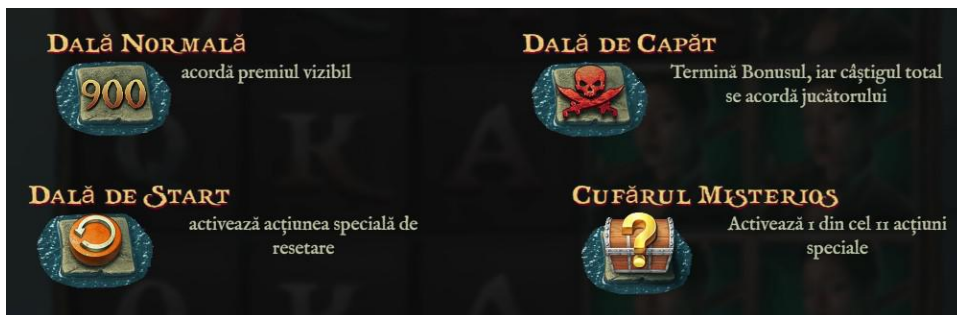 Dală Normală
900
acordă premiul vizibil
Dală de Capăt
Termină Bonusul, iar câștigul total
se acordă jucătorului
Dală de Start
activează acțiunea specială de
resetare
Cufărul Misterios
?
Activează 1 din cel 11 acțiuni
speciale